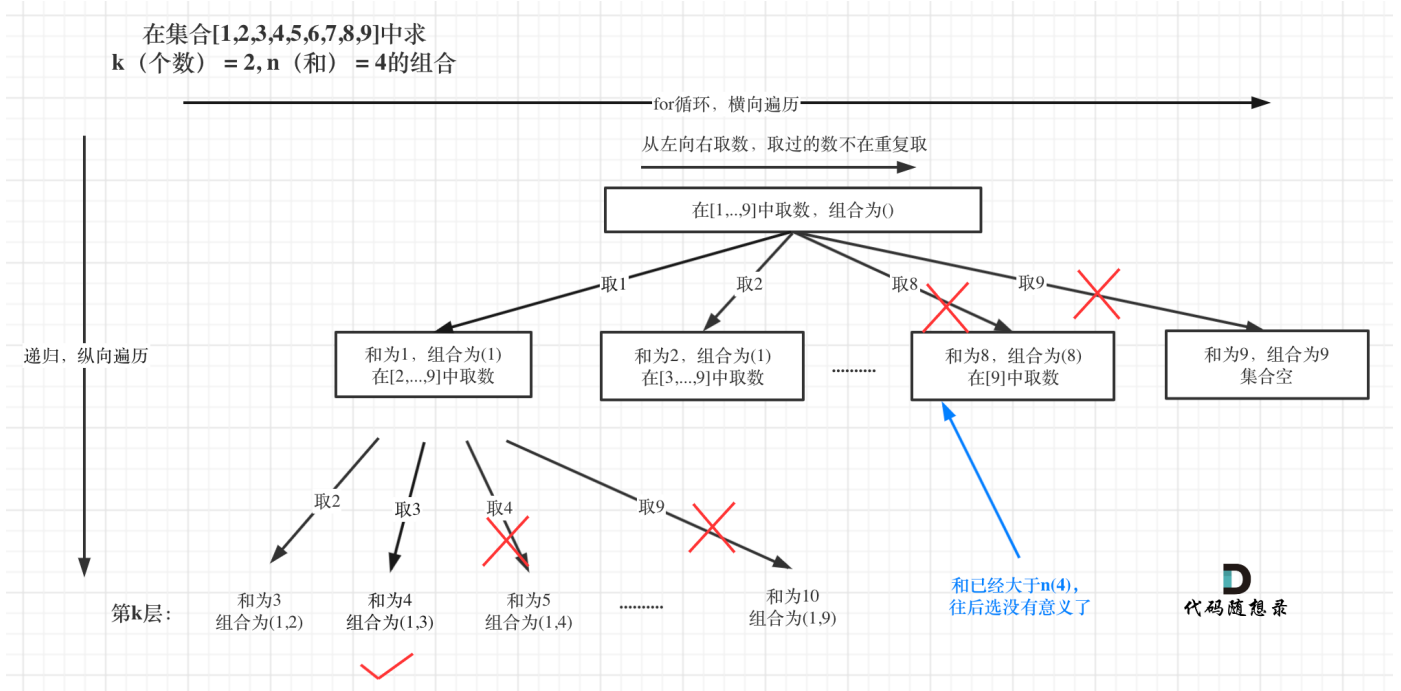 在集合[1,2,3,4,5,6,7,8,9]中求
k（个数）= 2, n（和）= 4的组合
for循环，横向遍历
从左向右取数，取过的数不在重复取
在[1,..,9]中取数，组合为()
取1
取2
取8
取9
递归，纵向遍历
和为1，组合为(1)
在[2,...,9]中取数
和为2，组合为(1)
在[3,...,9]中取数
..........
和为8，组合为(8)
在[9]中取数
和为9，组合为9
集合空
取2
取3
取4
取9
第k层：
和为3
组合为(1,2)
和为4
组合为(1,3)
和为5
组合为(1,4)
..........
和为10
组合为(1,9)
和已经大于n(4)，
往后选没有意义了
代码随想录